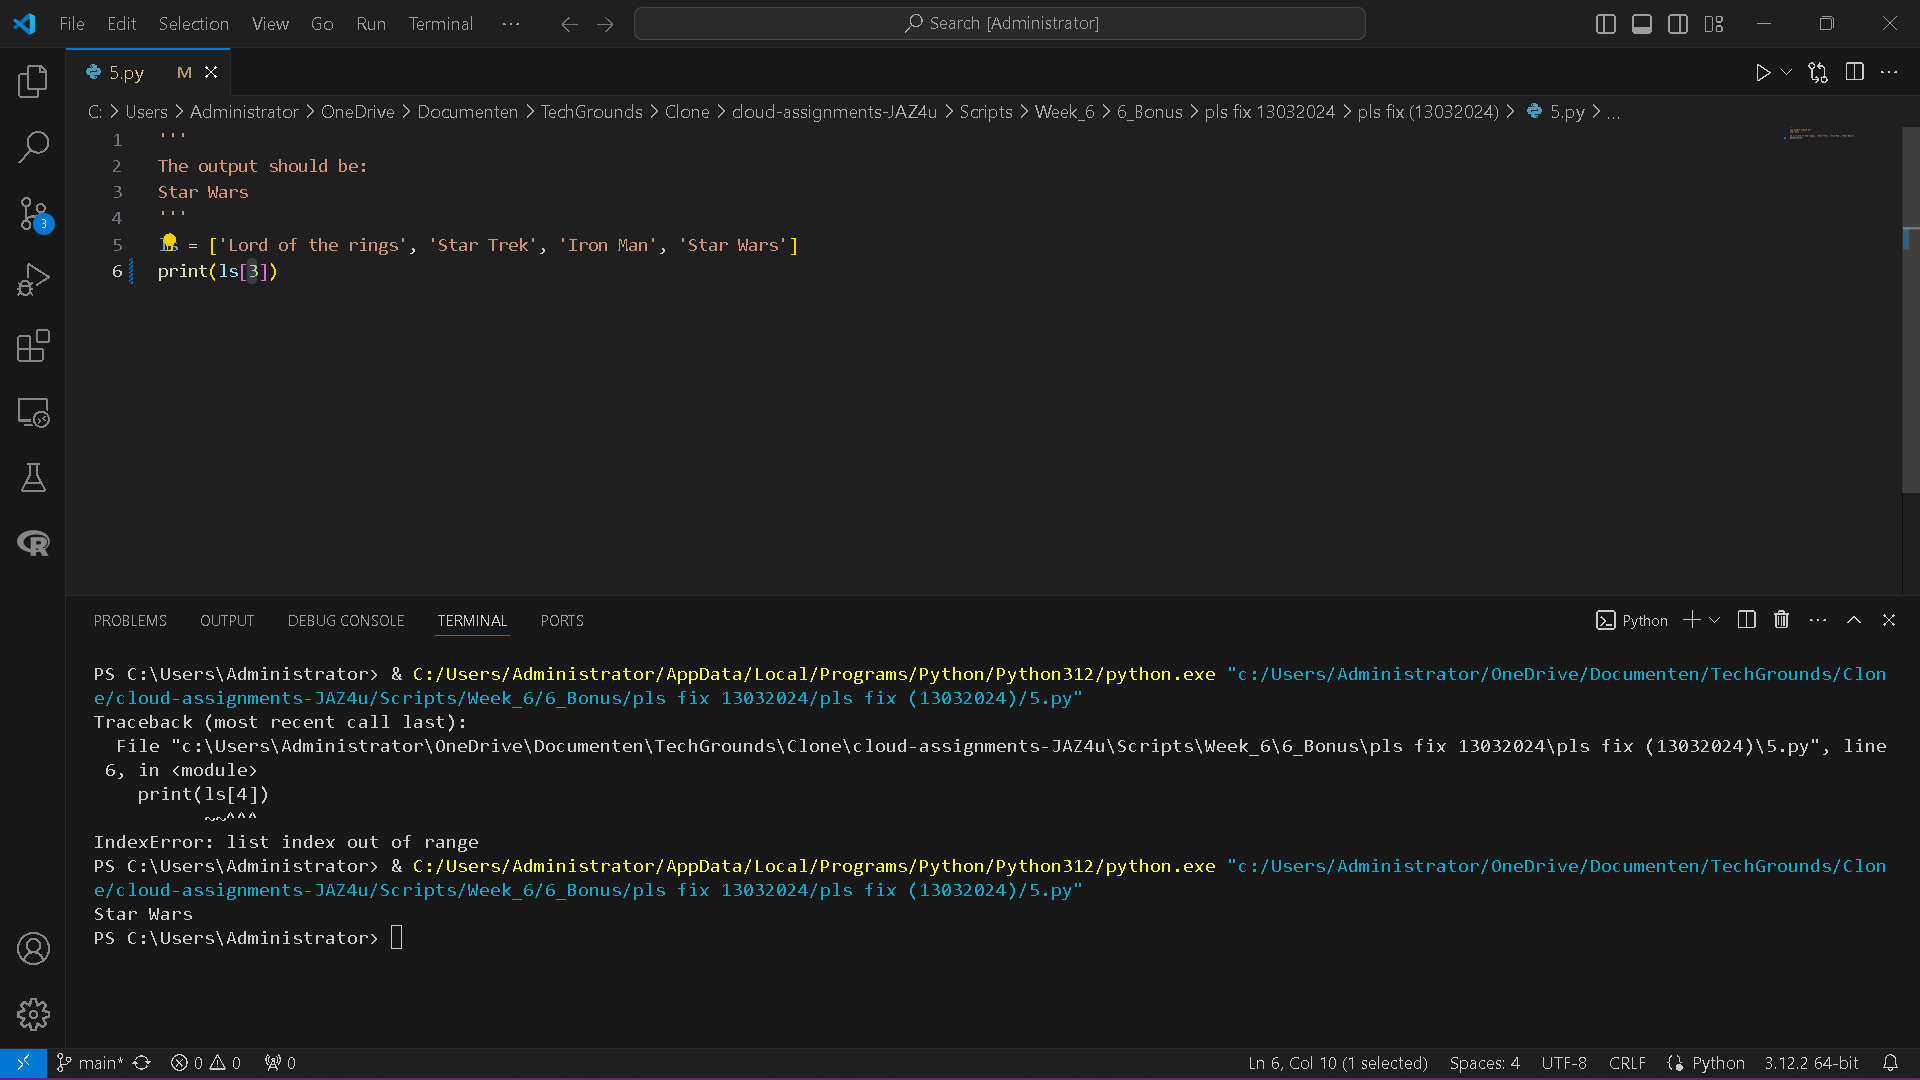 File Edit Selection View Go Run Terminal ··· Search [Administrator]
5.py M
C: > Users > Administrator > OneDrive > Documenten > TechGrounds > Clone > cloud-assignments-JAZ4u > Scripts > Week_6 > 6_Bonus > pls fix 13032024 > pls fix (13032024) > 5.py > ...
1 '''
2 The output should be:
3 Star Wars
4 '''
5 ls = ['Lord of the rings', 'Star Trek', 'Iron Man', 'Star Wars']
6 print(ls[3])
3
PROBLEMS OUTPUT DEBUG CONSOLE TERMINAL PORTS Python
PS C:\Users\Administrator> & C:/Users/Administrator/AppData/Local/Programs/Python/Python312/python.exe "c:/Users/Administrator/OneDrive/Documenten/TechGrounds/Clon
e/cloud-assignments-JAZ4u/Scripts/Week_6/6_Bonus/pls fix 13032024/pls fix (13032024)/5.py"
Traceback (most recent call last):
  File "c:\Users\Administrator\OneDrive\Documenten\TechGrounds\Clone\cloud-assignments-JAZ4u\Scripts\Week_6\6_Bonus\pls fix 13032024\pls fix (13032024)\5.py", line
 6, in <module>
    print(ls[4])
          ~~^^^
IndexError: list index out of range
PS C:\Users\Administrator> & C:/Users/Administrator/AppData/Local/Programs/Python/Python312/python.exe "c:/Users/Administrator/OneDrive/Documenten/TechGrounds/Clon
e/cloud-assignments-JAZ4u/Scripts/Week_6/6_Bonus/pls fix 13032024/pls fix (13032024)/5.py"
Star Wars
PS C:\Users\Administrator>
main* 0 0 0 Ln 6, Col 10 (1 selected) Spaces: 4 UTF-8 CRLF Python 3.12.2 64-bit